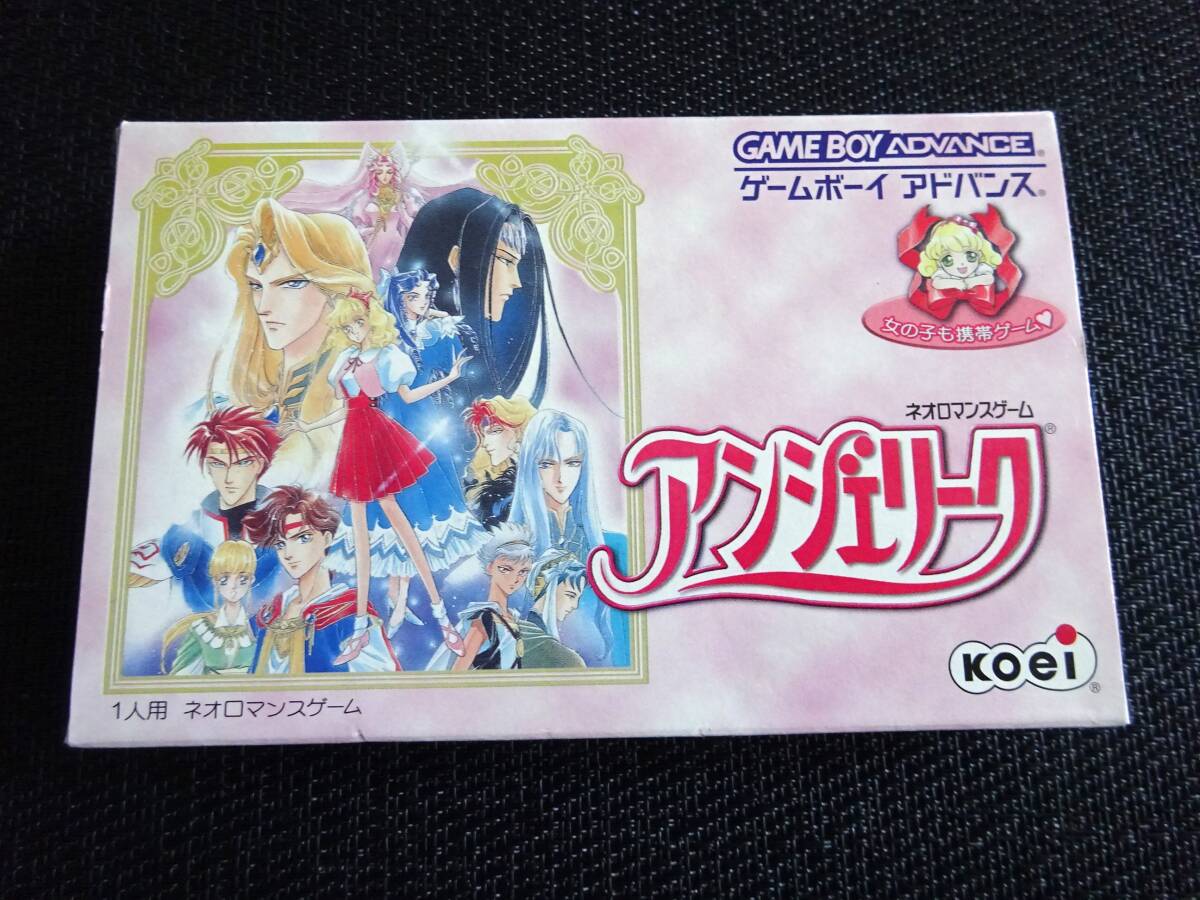 GAME BOY ADVANCE
ゲームボーイ アドバンス
女の子も携帯ゲーム♥
ネオロマンスゲーム
アンジェリーク
KOEI
1人用 ネオロマンスゲーム